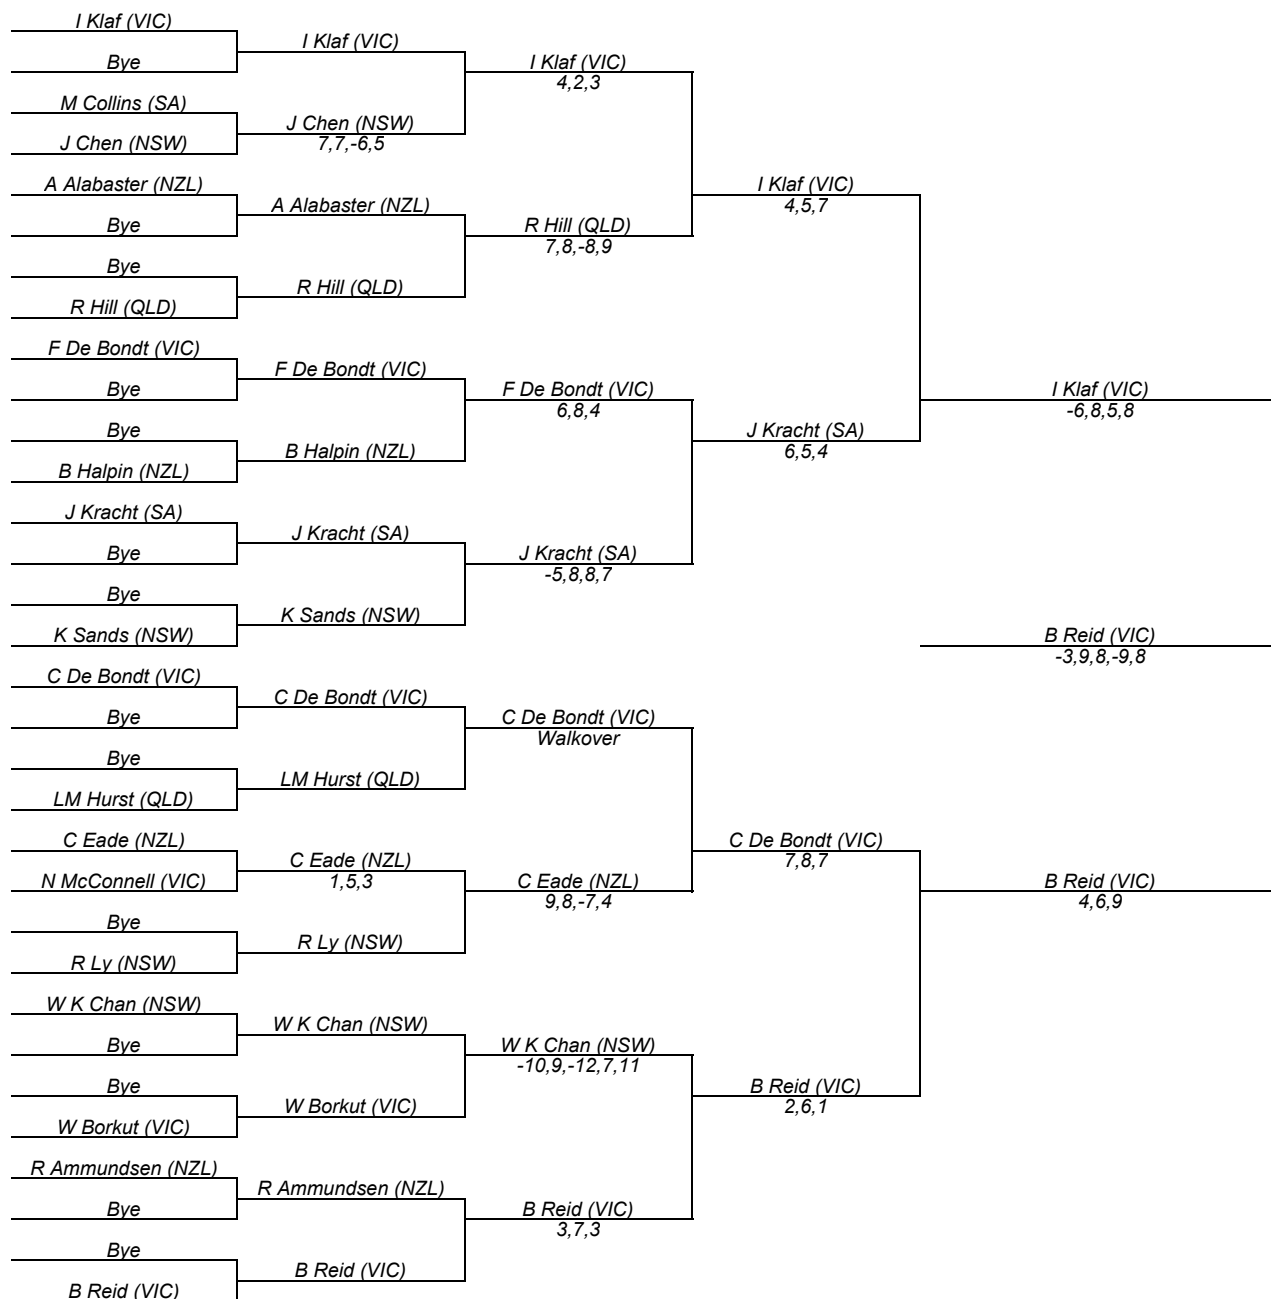 I Klaf (VIC)
Bye
M Collins (SA)
J Chen (NSW)
A Alabaster (NZL)
Bye
Bye
R Hill (QLD)
F De Bondt (VIC)
Bye
Bye
B Halpin (NZL)
J Kracht (SA)
Bye
Bye
K Sands (NSW)
C De Bondt (VIC)
Bye
Bye
LM Hurst (QLD)
C Eade (NZL)
N McConnell (VIC)
Bye
R Ly (NSW)
W K Chan (NSW)
Bye
Bye
W Borkut (VIC)
R Ammundsen (NZL)
Bye
Bye
B Reid (VIC)
I Klaf (VIC)
J Chen (NSW)
7,7,-6,5
A Alabaster (NZL)
R Hill (QLD)
F De Bondt (VIC)
B Halpin (NZL)
J Kracht (SA)
K Sands (NSW)
C De Bondt (VIC)
LM Hurst (QLD)
C Eade (NZL)
1,5,3
R Ly (NSW)
W K Chan (NSW)
W Borkut (VIC)
R Ammundsen (NZL)
B Reid (VIC)
I Klaf (VIC)
4,2,3
R Hill (QLD)
7,8,-8,9
F De Bondt (VIC)
6,8,4
J Kracht (SA)
-5,8,8,7
C De Bondt (VIC)
Walkover
C Eade (NZL)
9,8,-7,4
W K Chan (NSW)
-10,9,-12,7,11
B Reid (VIC)
3,7,3
I Klaf (VIC)
4,5,7
J Kracht (SA)
6,5,4
C De Bondt (VIC)
7,8,7
B Reid (VIC)
2,6,1
I Klaf (VIC)
-6,8,5,8
B Reid (VIC)
-3,9,8,-9,8
B Reid (VIC)
4,6,9